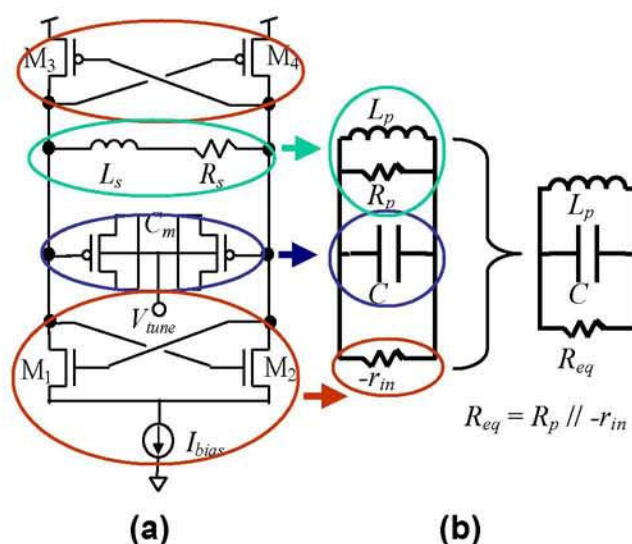 M3
M4
Ls
Rs
Cm
Vtune
M1
M2
Ibias
(a)
Lp
Rp
C
-rin
(b)
Lp
C
Req
Req = Rp // -rin